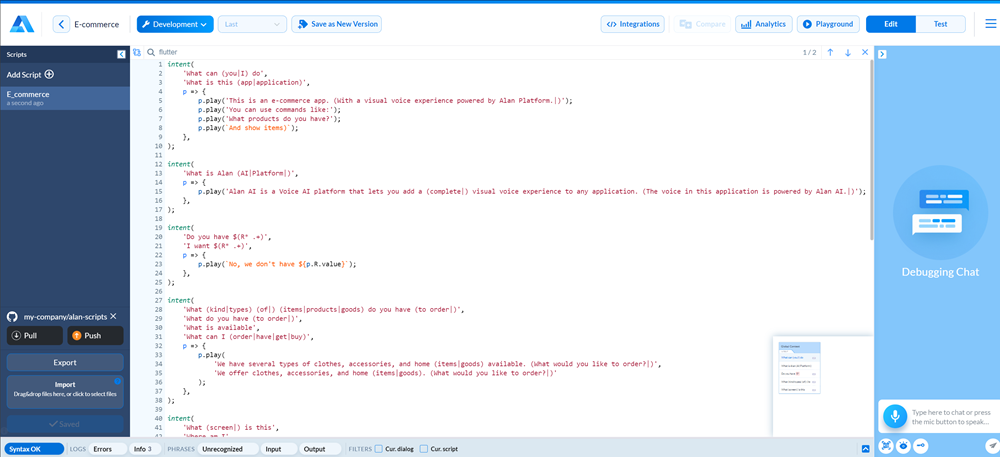 E-commerce
Development
Last
Save as New Version
Integrations
Compare
Analytics
Playground
Edit
Test
Scripts
Add Script
E_commerce
a second ago
flutter
1 / 2
1 intent(
2 'What can (you|I) do',
3 'What is this (app|application)',
4 p => {
5 p.play('This is an e-commerce app. (With a visual voice experience powered by Alan Platform.|)');
6 p.play('You can use commands like:');
7 p.play('What products do you have?');
8 p.play(`And show items)`);
9 },
10 );
11
12 intent(
13 'What is Alan (AI|Platform|)',
14 p => {
15 p.play('Alan AI is a Voice AI platform that lets you add a (complete|) visual voice experience to any application. (The voice in this application is powered by Alan AI.|)');
16 },
17 );
18
19 intent(
20 'Do you have $(R* .+)',
21 'I want $(R* .+)',
22 p => {
23 p.play(`No, we don't have ${p.R.value}`);
24 },
25 );
26
27 intent(
28 'What (kind|types) (of|) (items|products|goods) do you have (to order|)',
29 'What do you have (to order|)',
30 'What is available',
31 'What can I (order|have|get|buy)',
32 p => {
33 p.play(
34 'We have several types of clothes, accessories, and home (items|goods) available. (What would you like to order?|)',
35 'We offer clothes, accessories, and home (items|goods). (What would you like to order?|)'
36 );
37 },
38 );
39
40 intent(
41 'What (screen|) is this',
42 'Where am I'
my-company/alan-scripts
Pull
Push
Export
Import
Drag&drop files here, or click to select files
Saved
Debugging Chat
Type here to chat or press
the mic button to speak...
Syntax OK
LOGS
Errors
Info 3
PHRASES
Unrecognized
Input
Output
FILTERS
Cur. dialog
Cur. script